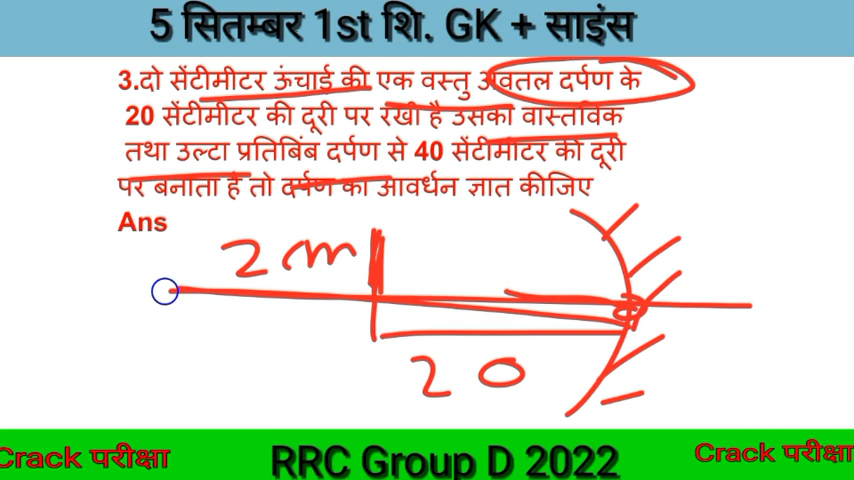 5 सितम्बर 1st शि. GK + साइंस
3.दो सेंटीमीटर ऊंचाई की एक वस्तु अवतल दर्पण के
20 सेंटीमीटर की दूरी पर रखी है उसका वास्तविक
तथा उल्टा प्रतिबिंब दर्पण से 40 सेंटीमीटर की दूरी
पर बनाता है तो दर्पण का आवर्धन ज्ञात कीजिए
Ans
2 cm
20
Crack परीक्षा
RRC Group D 2022
Crack परीक्षा